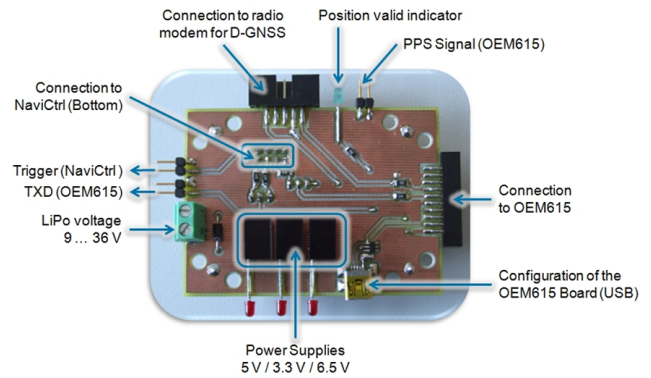 Connection to radio
modem for D-GNSS
Position valid indicator
PPS Signal (OEM615)
Connection to
NaviCtrl (Bottom)
Trigger (NaviCtrl )
TXD (OEM615)
LiPo voltage
9 ... 36 V
Connection
to OEM615
Configuration of the
OEM615 Board (USB)
Power Supplies
5 V / 3.3 V / 6.5 V